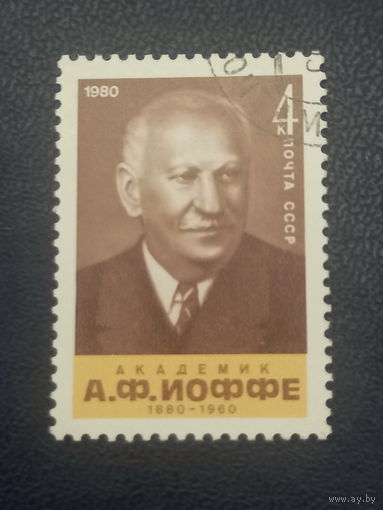 1980
4
К
ПОЧТА СССР
АКАДЕМИК
А.Ф.ИОФФЕ
1880-1960
www.ay.by